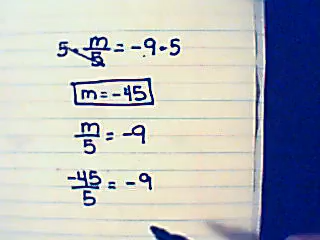 5 · m/5 = -9 · 5
m = -45
m/5 = -9
-45/5 = -9